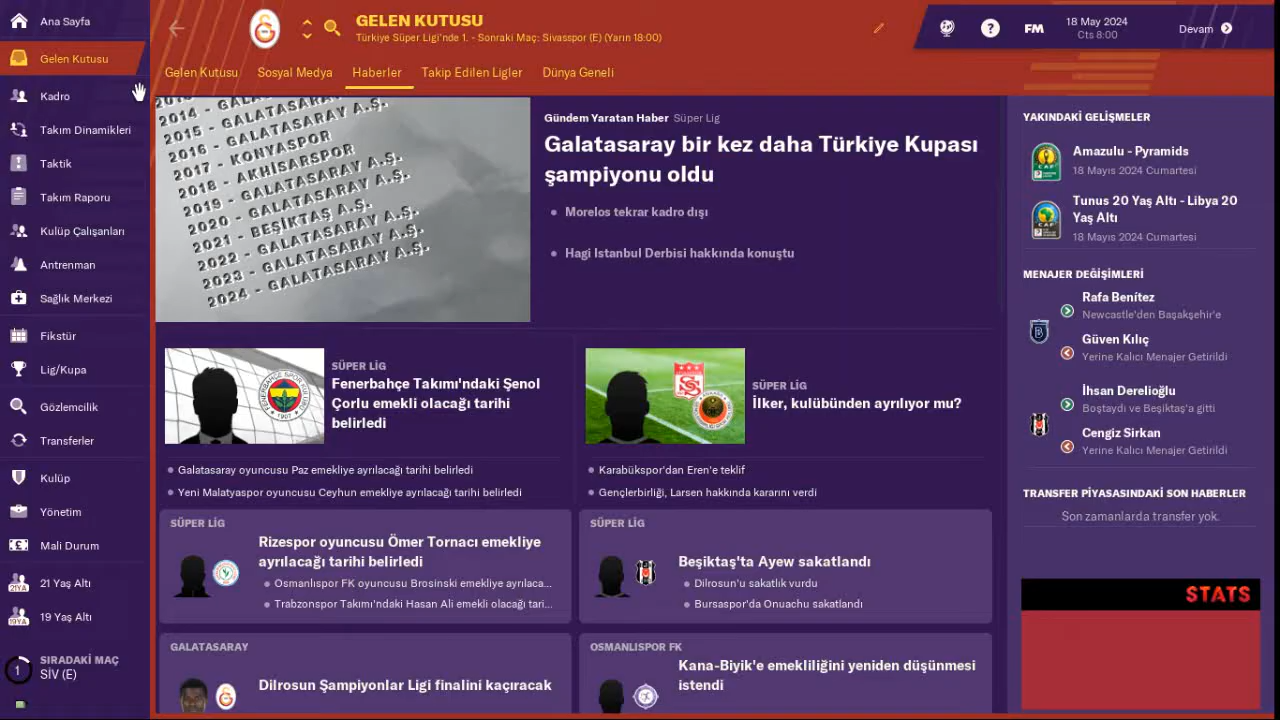 Ana Sayfa
Gelen Kutusu
Kadro
Takım Dinamikleri
Taktik
Takım Raporu
Kulüp Çalışanları
Antrenman
Sağlık Merkezi
Fikstür
Lig/Kupa
Gözlemcilik
Transferler
Kulüp
Yönetim
Mali Durum
21YA
21 Yaş Altı
19YA
19 Yaş Altı
1
SIRADAKİ MAÇ
SİV (E)
GELEN KUTUSU
Türkiye Süper Ligi'nde 1. - Sonraki Maç: Sivasspor (E) (Yarın 18:00)
?
FM
18 May 2024
Cts 8:00
Devam
Gelen Kutusu
Sosyal Medya
Haberler
Takip Edilen Ligler
Dünya Geneli
2014 - GALATASARAY A.Ş.
2015 - GALATASARAY A.Ş.
2016 - GALATASARAY A.Ş.
2017 - KONYASPOR
2018 - AKHİSARSPOR
2019 - GALATASARAY A.Ş.
2020 - GALATASARAY A.Ş.
2021 - BEŞİKTAŞ A.Ş.
2022 - GALATASARAY A.Ş.
2023 - GALATASARAY A.Ş.
2024 - GALATASARAY A.Ş.
Gündem Yaratan Haber Süper Lig
Galatasaray bir kez daha Türkiye Kupası
şampiyonu oldu
Morelos tekrar kadro dışı
Hagi Istanbul Derbisi hakkında konuştu
SÜPER LİG
Fenerbahçe Takımı'ndaki Şenol
Çorlu emekli olacağı tarihi
belirledi
Galatasaray oyuncusu Paz emekliye ayrılacağı tarihi belirledi
Yeni Malatyaspor oyuncusu Ceyhun emekliye ayrılacağı tarihi belirledi
SÜPER LİG
İlker, kulübünden ayrılıyor mu?
Karabükspor'dan Eren'e teklif
Gençlerbirliği, Larsen hakkında kararını verdi
SÜPER LİG
Rizespor oyuncusu Ömer Tornacı emekliye
ayrılacağı tarihi belirledi
Osmanlıspor FK oyuncusu Brosinski emekliye ayrılaca...
Trabzonspor Takımı'ndaki Hasan Ali emekli olacağı tari...
SÜPER LİG
Beşiktaş'ta Ayew sakatlandı
Dilrosun'u sakatlık vurdu
Bursaspor'da Onuachu sakatlandı
GALATASARAY
Dilrosun Şampiyonlar Ligi finalini kaçıracak
OSMANLISPOR FK
Kana-Biyik'e emekliliğini yeniden düşünmesi
istendi
YAKINDAKİ GELİŞMELER
Amazulu - Pyramids
18 Mayıs 2024 Cumartesi
Tunus 20 Yaş Altı - Libya 20
Yaş Altı
18 Mayıs 2024 Cumartesi
MENAJER DEĞİŞİMLERİ
Rafa Benítez
Newcastle'den Başakşehir'e
Güven Kılıç
Yerine Kalıcı Menajer Getirildi
İhsan Derelioğlu
Boştaydı ve Beşiktaş'a gitti
Cengiz Sirkan
Yerine Kalıcı Menajer Getirildi
TRANSFER PİYASASINDAKİ SON HABERLER
Son zamanlarda transfer yok.
STATS